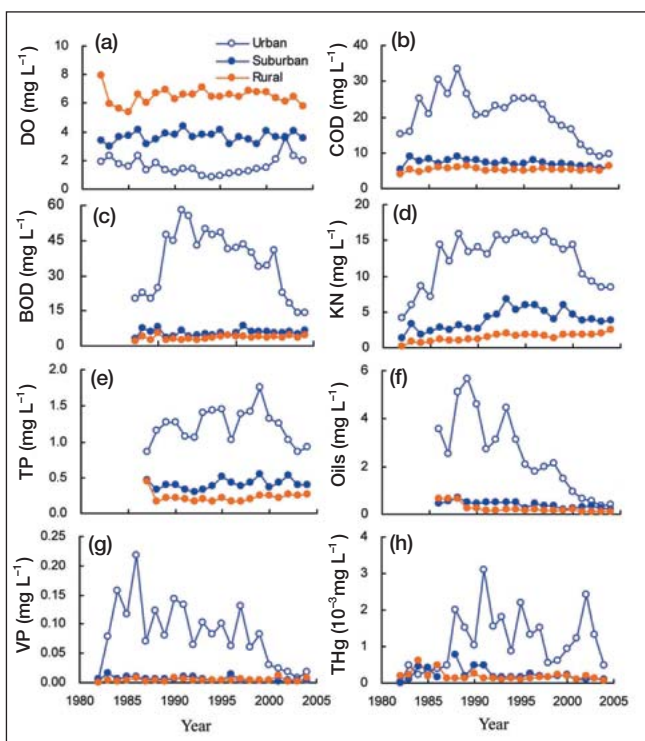 (a)
Urban
Suburban
Rural
DO (mg L⁻¹)
10
8
6
4
2
0
(b)
COD (mg L⁻¹)
40
30
20
10
0
(c)
BOD (mg L⁻¹)
60
45
30
15
0
(d)
KN (mg L⁻¹)
20
15
10
5
0
(e)
TP (mg L⁻¹)
2.0
1.5
1.0
0.5
0.0
(f)
Oils (mg L⁻¹)
6
4
2
0
(g)
VP (mg L⁻¹)
0.25
0.20
0.15
0.10
0.05
0.00
1980 1985 1990 1995 2000 2005
Year
(h)
THg (10⁻³mg L⁻¹)
4
3
2
1
0
1980 1985 1990 1995 2000 2005
Year